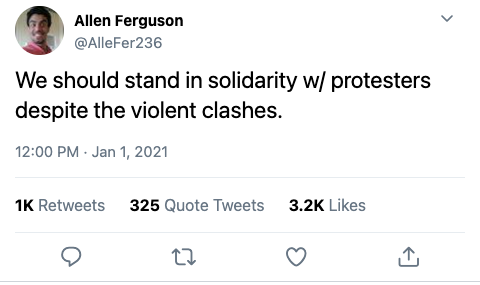 Allen Ferguson
@AlleFer236
We should stand in solidarity w/ protesters
despite the violent clashes.
12:00 PM · Jan 1, 2021
1K Retweets 325 Quote Tweets 3.2K Likes